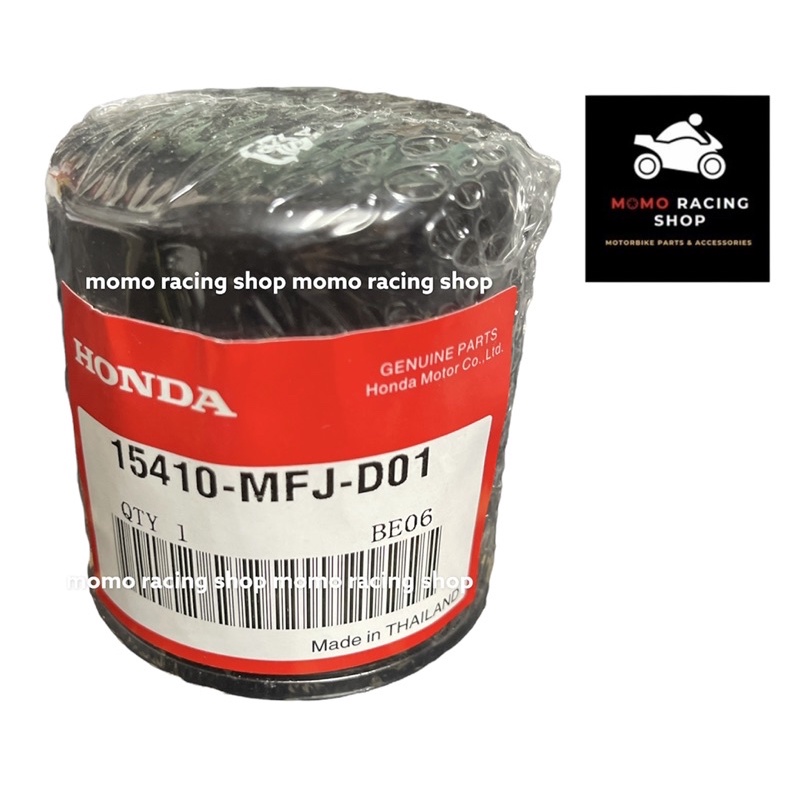 MOMO RACING
SHOP
MOTORBIKE PARTS & ACCESSORIES
momo racing shop momo racing shop
HONDA
GENUINE PARTS
Honda Motor Co.,Ltd.
15410-MFJ-D01
QTY 1 BE06
momo racing shop momo racing shop
Made in THAILAND